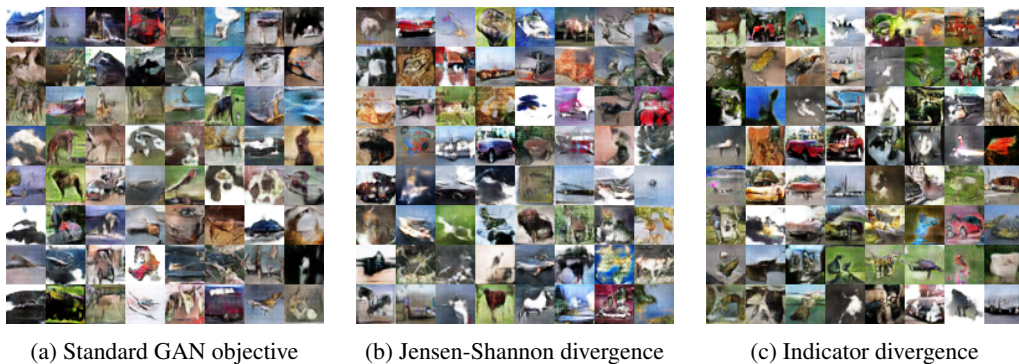 (a) Standard GAN objective
(b) Jensen-Shannon divergence
(c) Indicator divergence